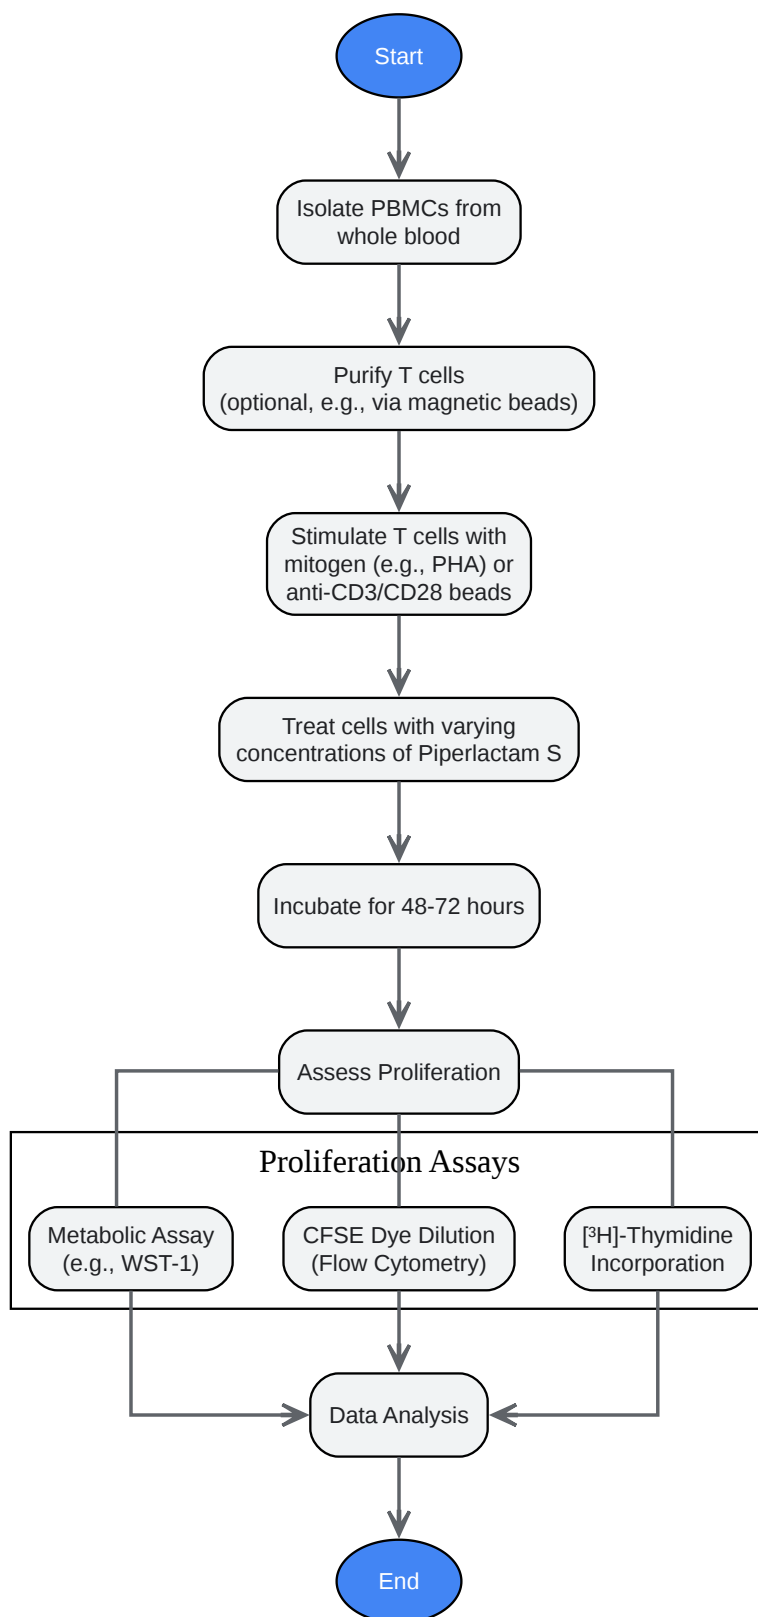 Start
Isolate PBMCs from
whole blood
Purify T cells
(optional, e.g., via magnetic beads)
Stimulate T cells with
mitogen (e.g., PHA) or
anti-CD3/CD28 beads
Treat cells with varying
concentrations of Piperlactam S
Incubate for 48-72 hours
Assess Proliferation
Proliferation Assays
Metabolic Assay
(e.g., WST-1)
CFSE Dye Dilution
(Flow Cytometry)
[³H]-Thymidine
Incorporation
Data Analysis
End